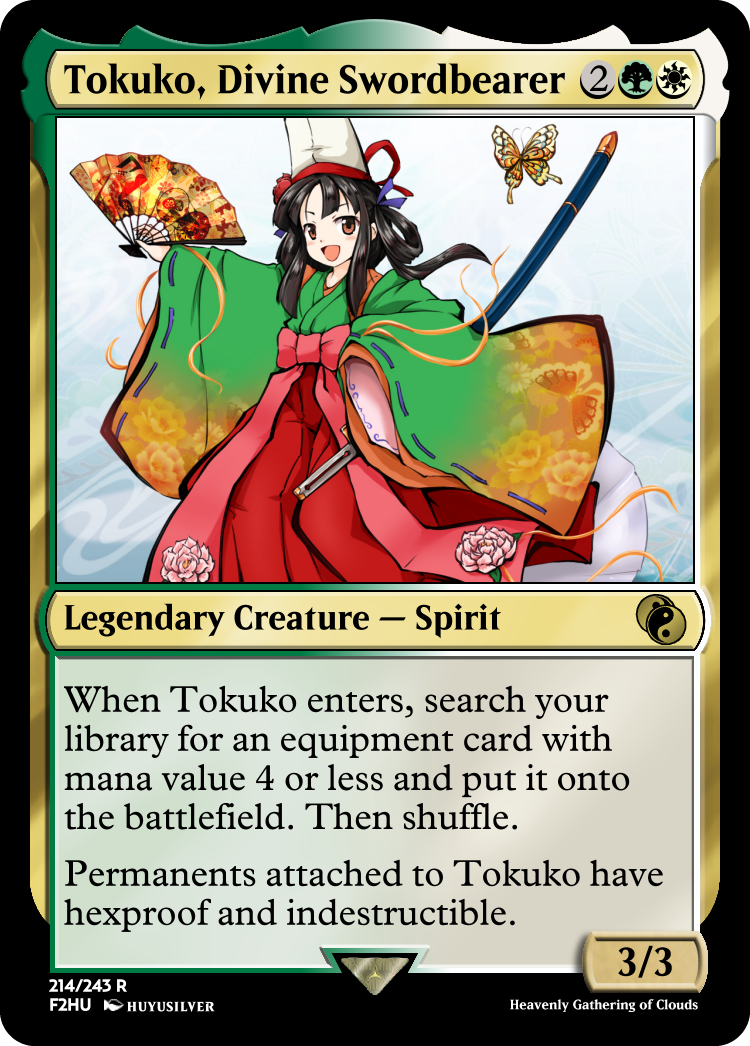 Tokuko, Divine Swordbearer 2
Legendary Creature — Spirit
When Tokuko enters, search your
library for an equipment card with
mana value 4 or less and put it onto
the battlefield. Then shuffle.
Permanents attached to Tokuko have
hexproof and indestructible.
3/3
214/243 R
F2HU HUYUSILVER
Heavenly Gathering of Clouds